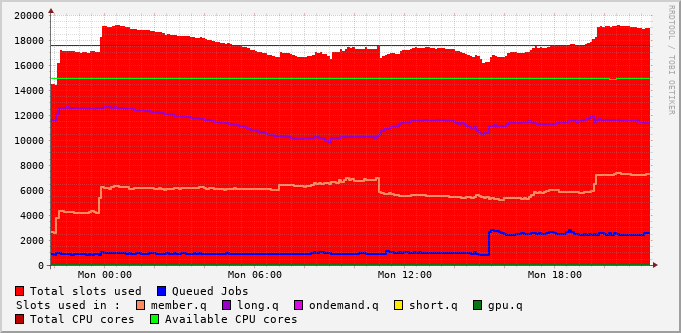 20000
18000
16000
14000
12000
10000
8000
6000
4000
2000
0
Mon 00:00 Mon 06:00 Mon 12:00 Mon 18:00
RRDTOOL / TOBI OETIKER
Total slots used Queued Jobs
Slots used in : member.q long.q ondemand.q short.q gpu.q
Total CPU cores Available CPU cores